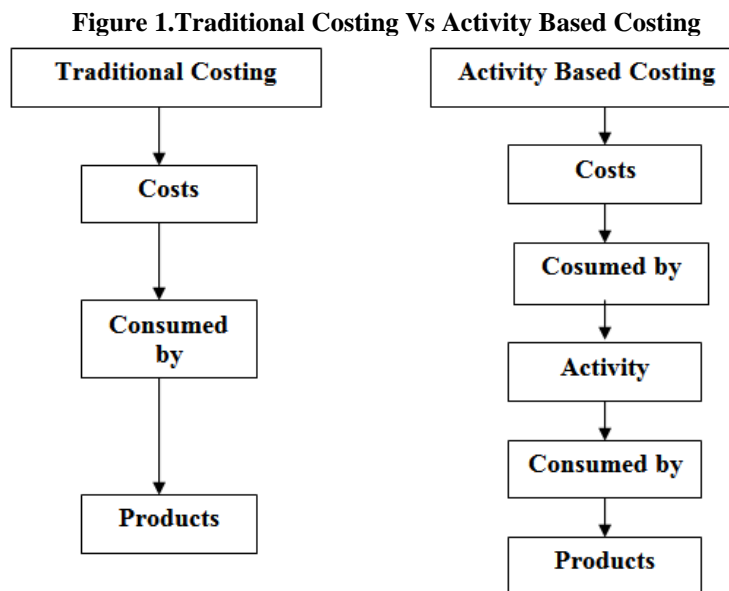 Figure 1.Traditional Costing Vs Activity Based Costing
Traditional Costing
Costs
Consumed
by
Products
Activity Based Costing
Costs
Cosumed by
Activity
Consumed by
Products